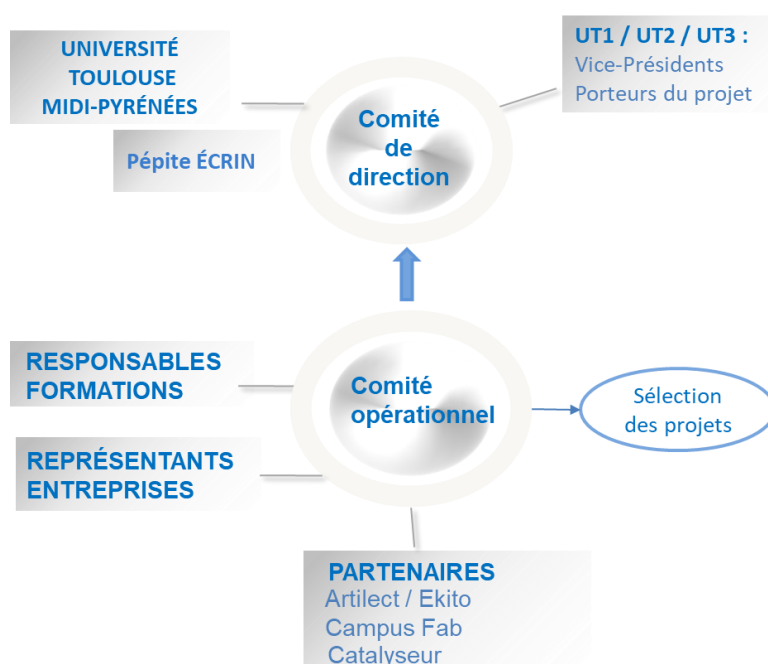 UNIVERSITÉ
TOULOUSE
MIDI-PYRÉNÉES
Pépite ÉCRIN
Comité
de
direction
UT1 / UT2 / UT3 :
Vice-Présidents
Porteurs du projet
RESPONSABLES
FORMATIONS
REPRÉSENTANTS
ENTREPRISES
Comité
opérationnel
Sélection
des projets
PARTENAIRES
Artilect / Ekito
Campus Fab
Catalyseur